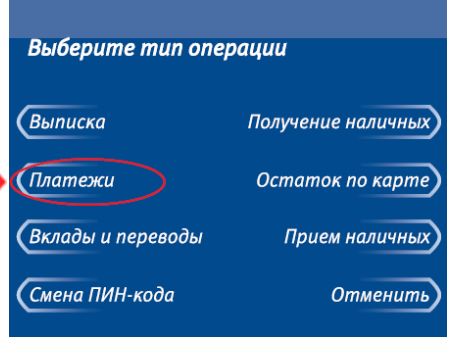 Выберите тип операции
Выписка
Получение наличных
Платежи
Остаток по карте
Вклады и переводы
Прием наличных
Смена ПИН-кода
Отменить